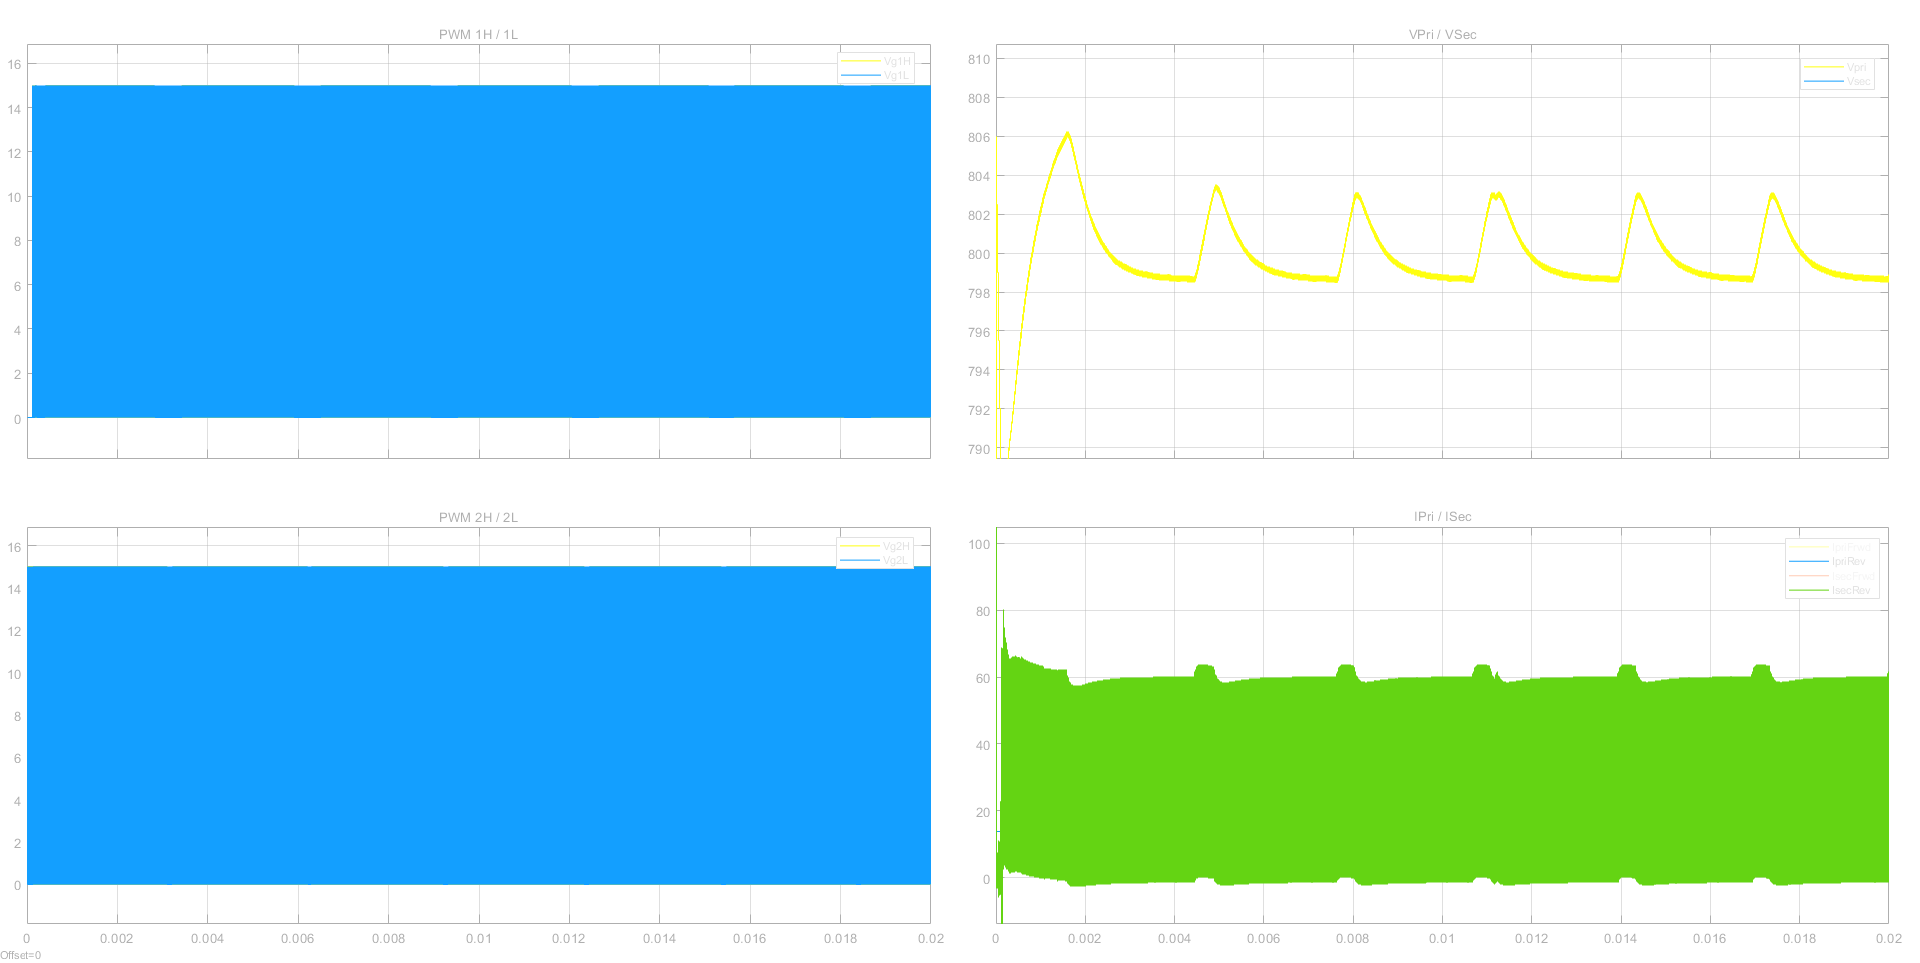 PWM 1H / 1L
16
14
12
10
8
6
4
2
0
Vg1H
Vg1L
VPri / VSec
810
808
806
804
802
800
798
796
794
792
790
Vpri
Vsec
PWM 2H / 2L
16
14
12
10
8
6
4
2
0
Vg2H
Vg2L
0 0.002 0.004 0.006 0.008 0.01 0.012 0.014 0.016 0.018 0.02
Offset=0
IPri / ISec
100
80
60
40
20
0
IpriRev
IsecRev
0 0.002 0.004 0.006 0.008 0.01 0.012 0.014 0.016 0.018 0.02